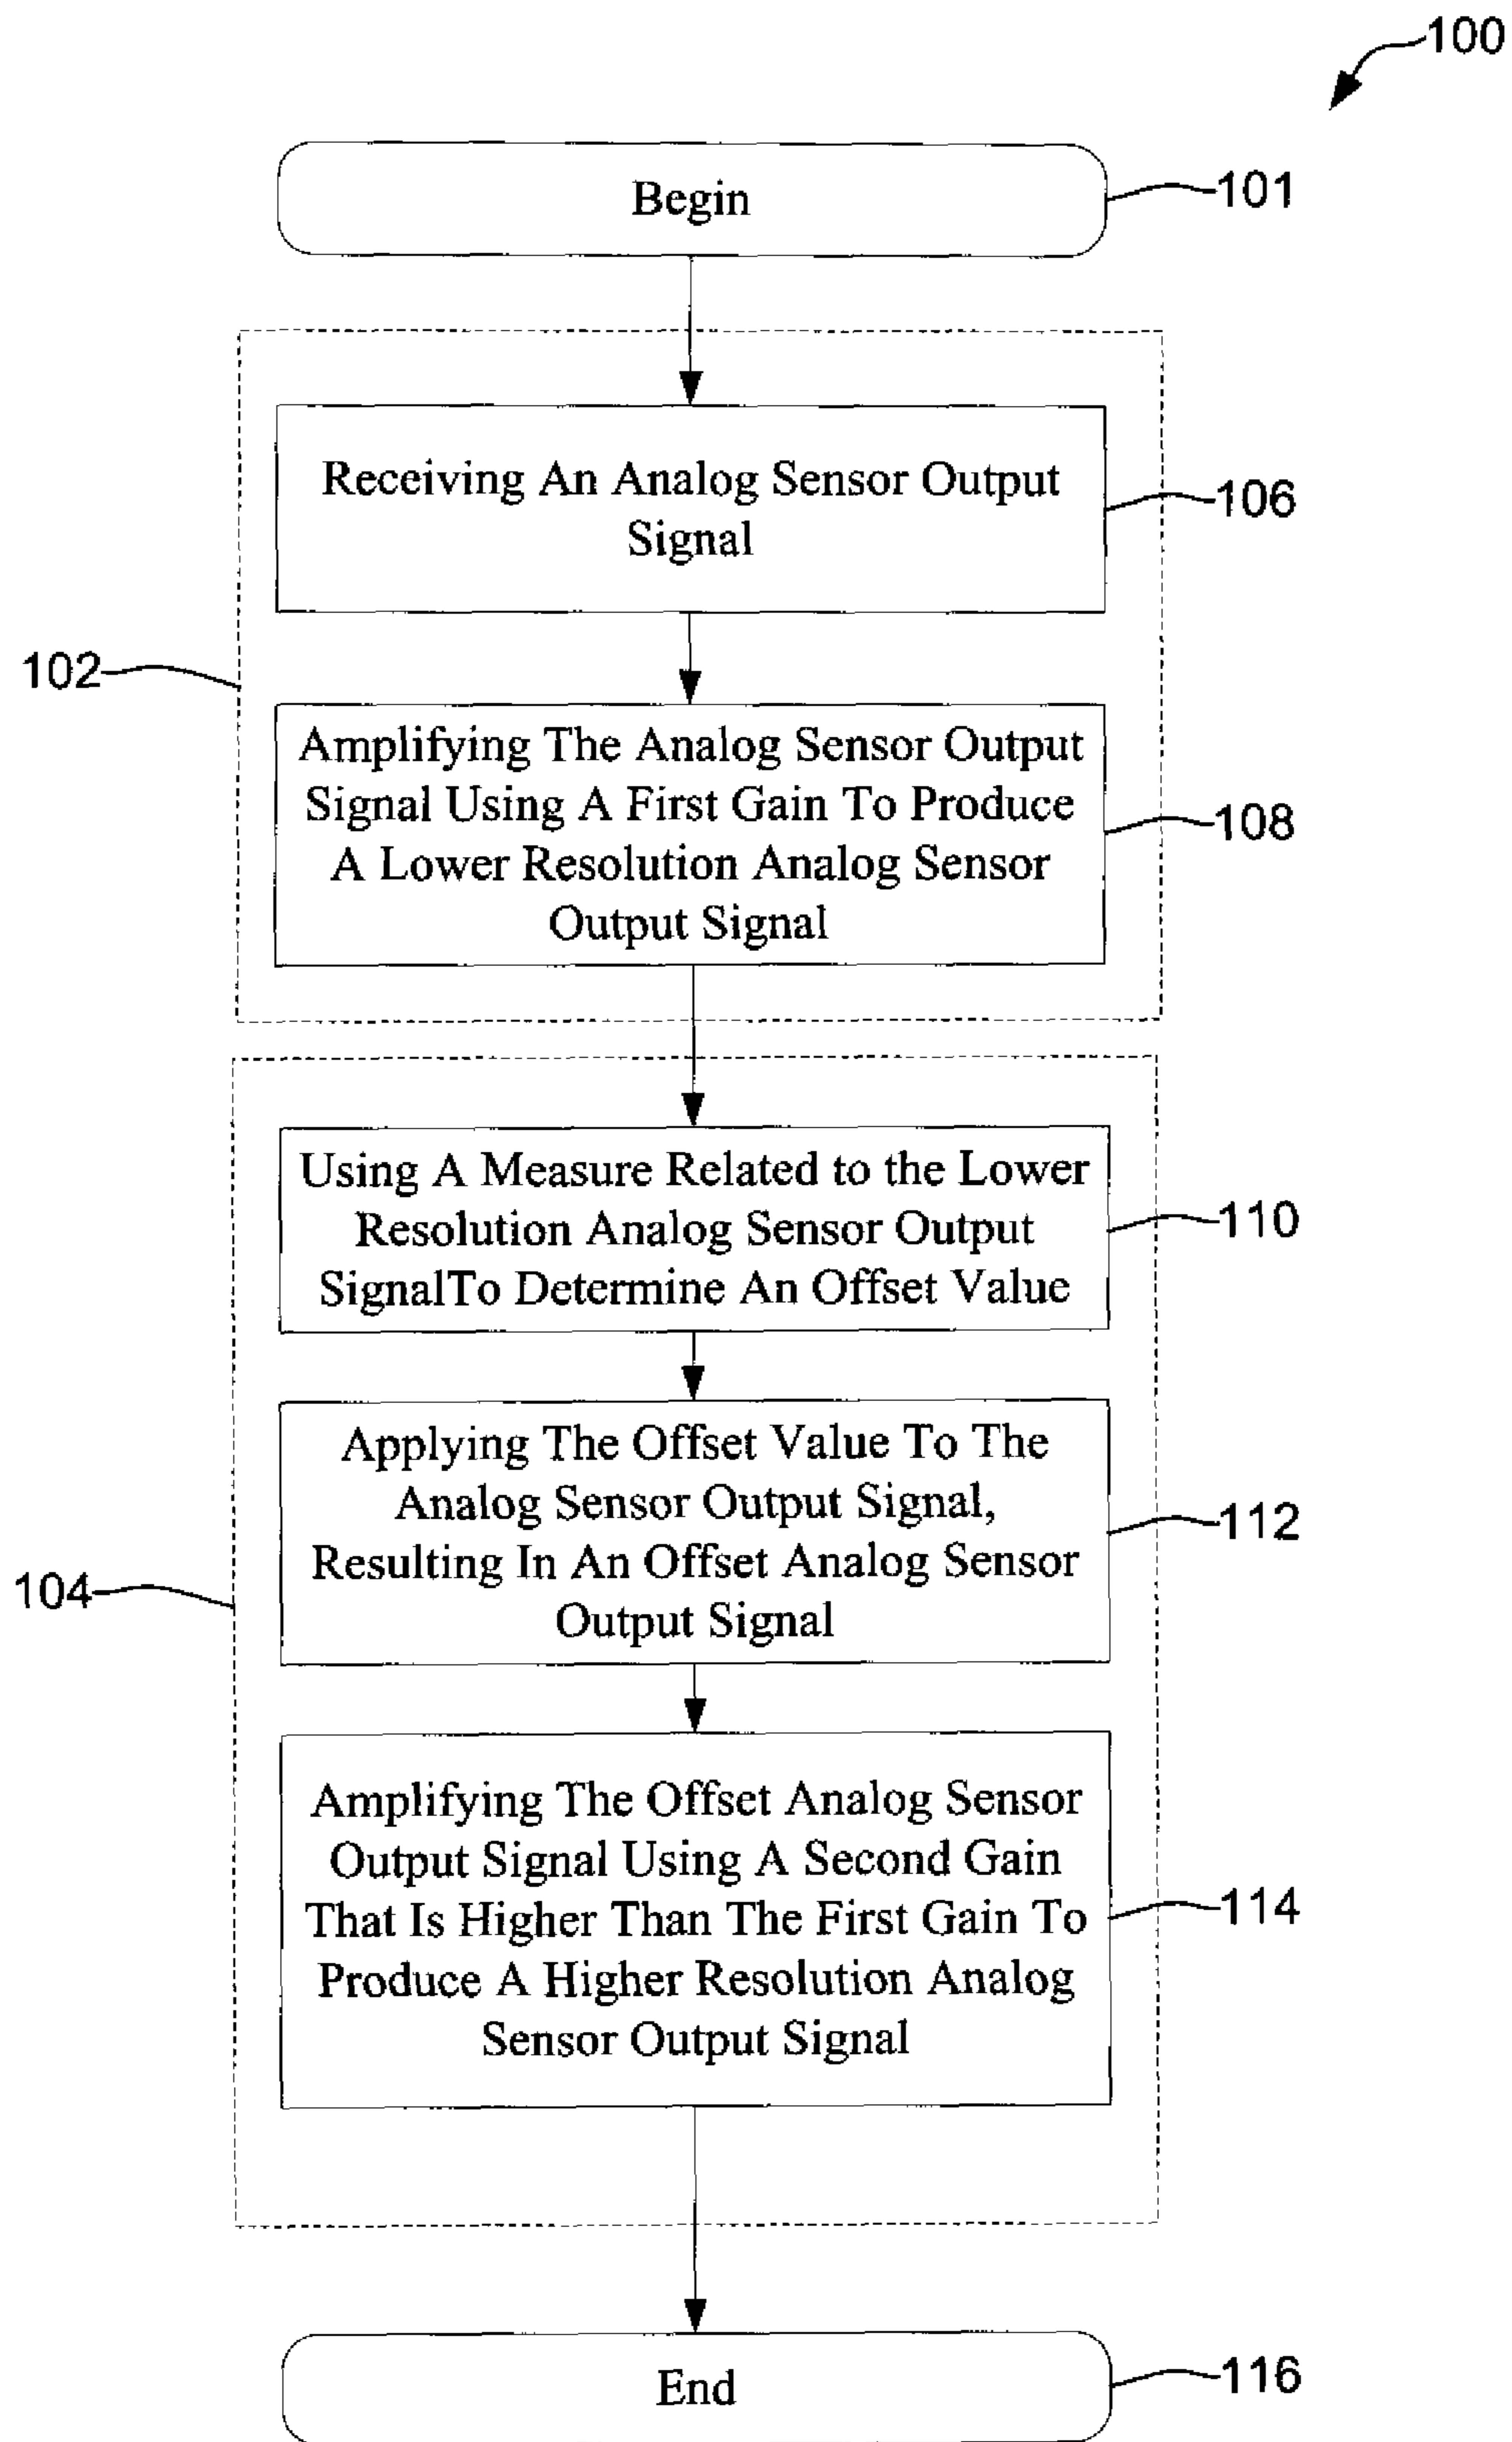 100
Begin
101
Receiving An Analog Sensor Output
Signal
106
102
Amplifying The Analog Sensor Output
Signal Using A First Gain To Produce
A Lower Resolution Analog Sensor
Output Signal
108
Using A Measure Related to the Lower
Resolution Analog Sensor Output
SignalTo Determine An Offset Value
110
Applying The Offset Value To The
Analog Sensor Output Signal,
Resulting In An Offset Analog Sensor
Output Signal
112
104
Amplifying The Offset Analog Sensor
Output Signal Using A Second Gain
That Is Higher Than The First Gain To
Produce A Higher Resolution Analog
Sensor Output Signal
114
End
116